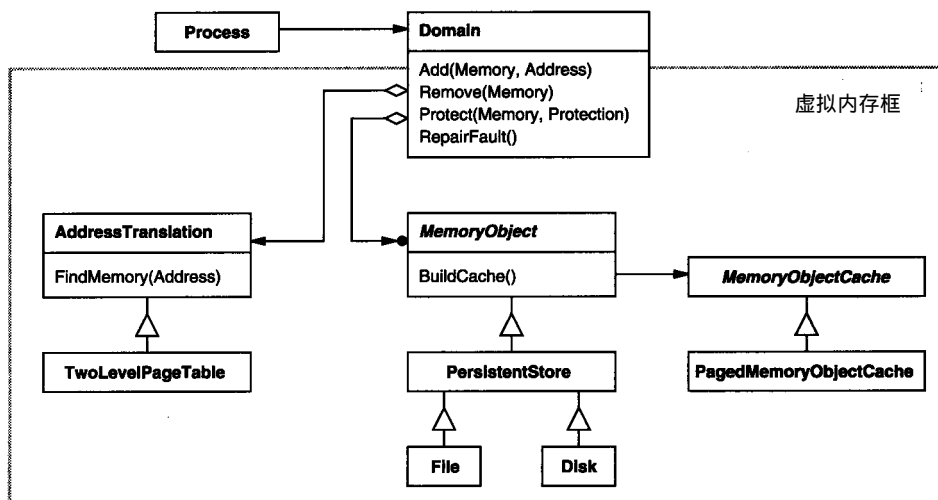 Process
Domain
Add(Memory, Address)
Remove(Memory)
Protect(Memory, Protection)
RepairFault()
虚拟内存框
AddressTranslation
FindMemory(Address)
MemoryObject
BuildCache()
MemoryObjectCache
TwoLevelPageTable
PersistentStore
PagedMemoryObjectCache
File
Disk